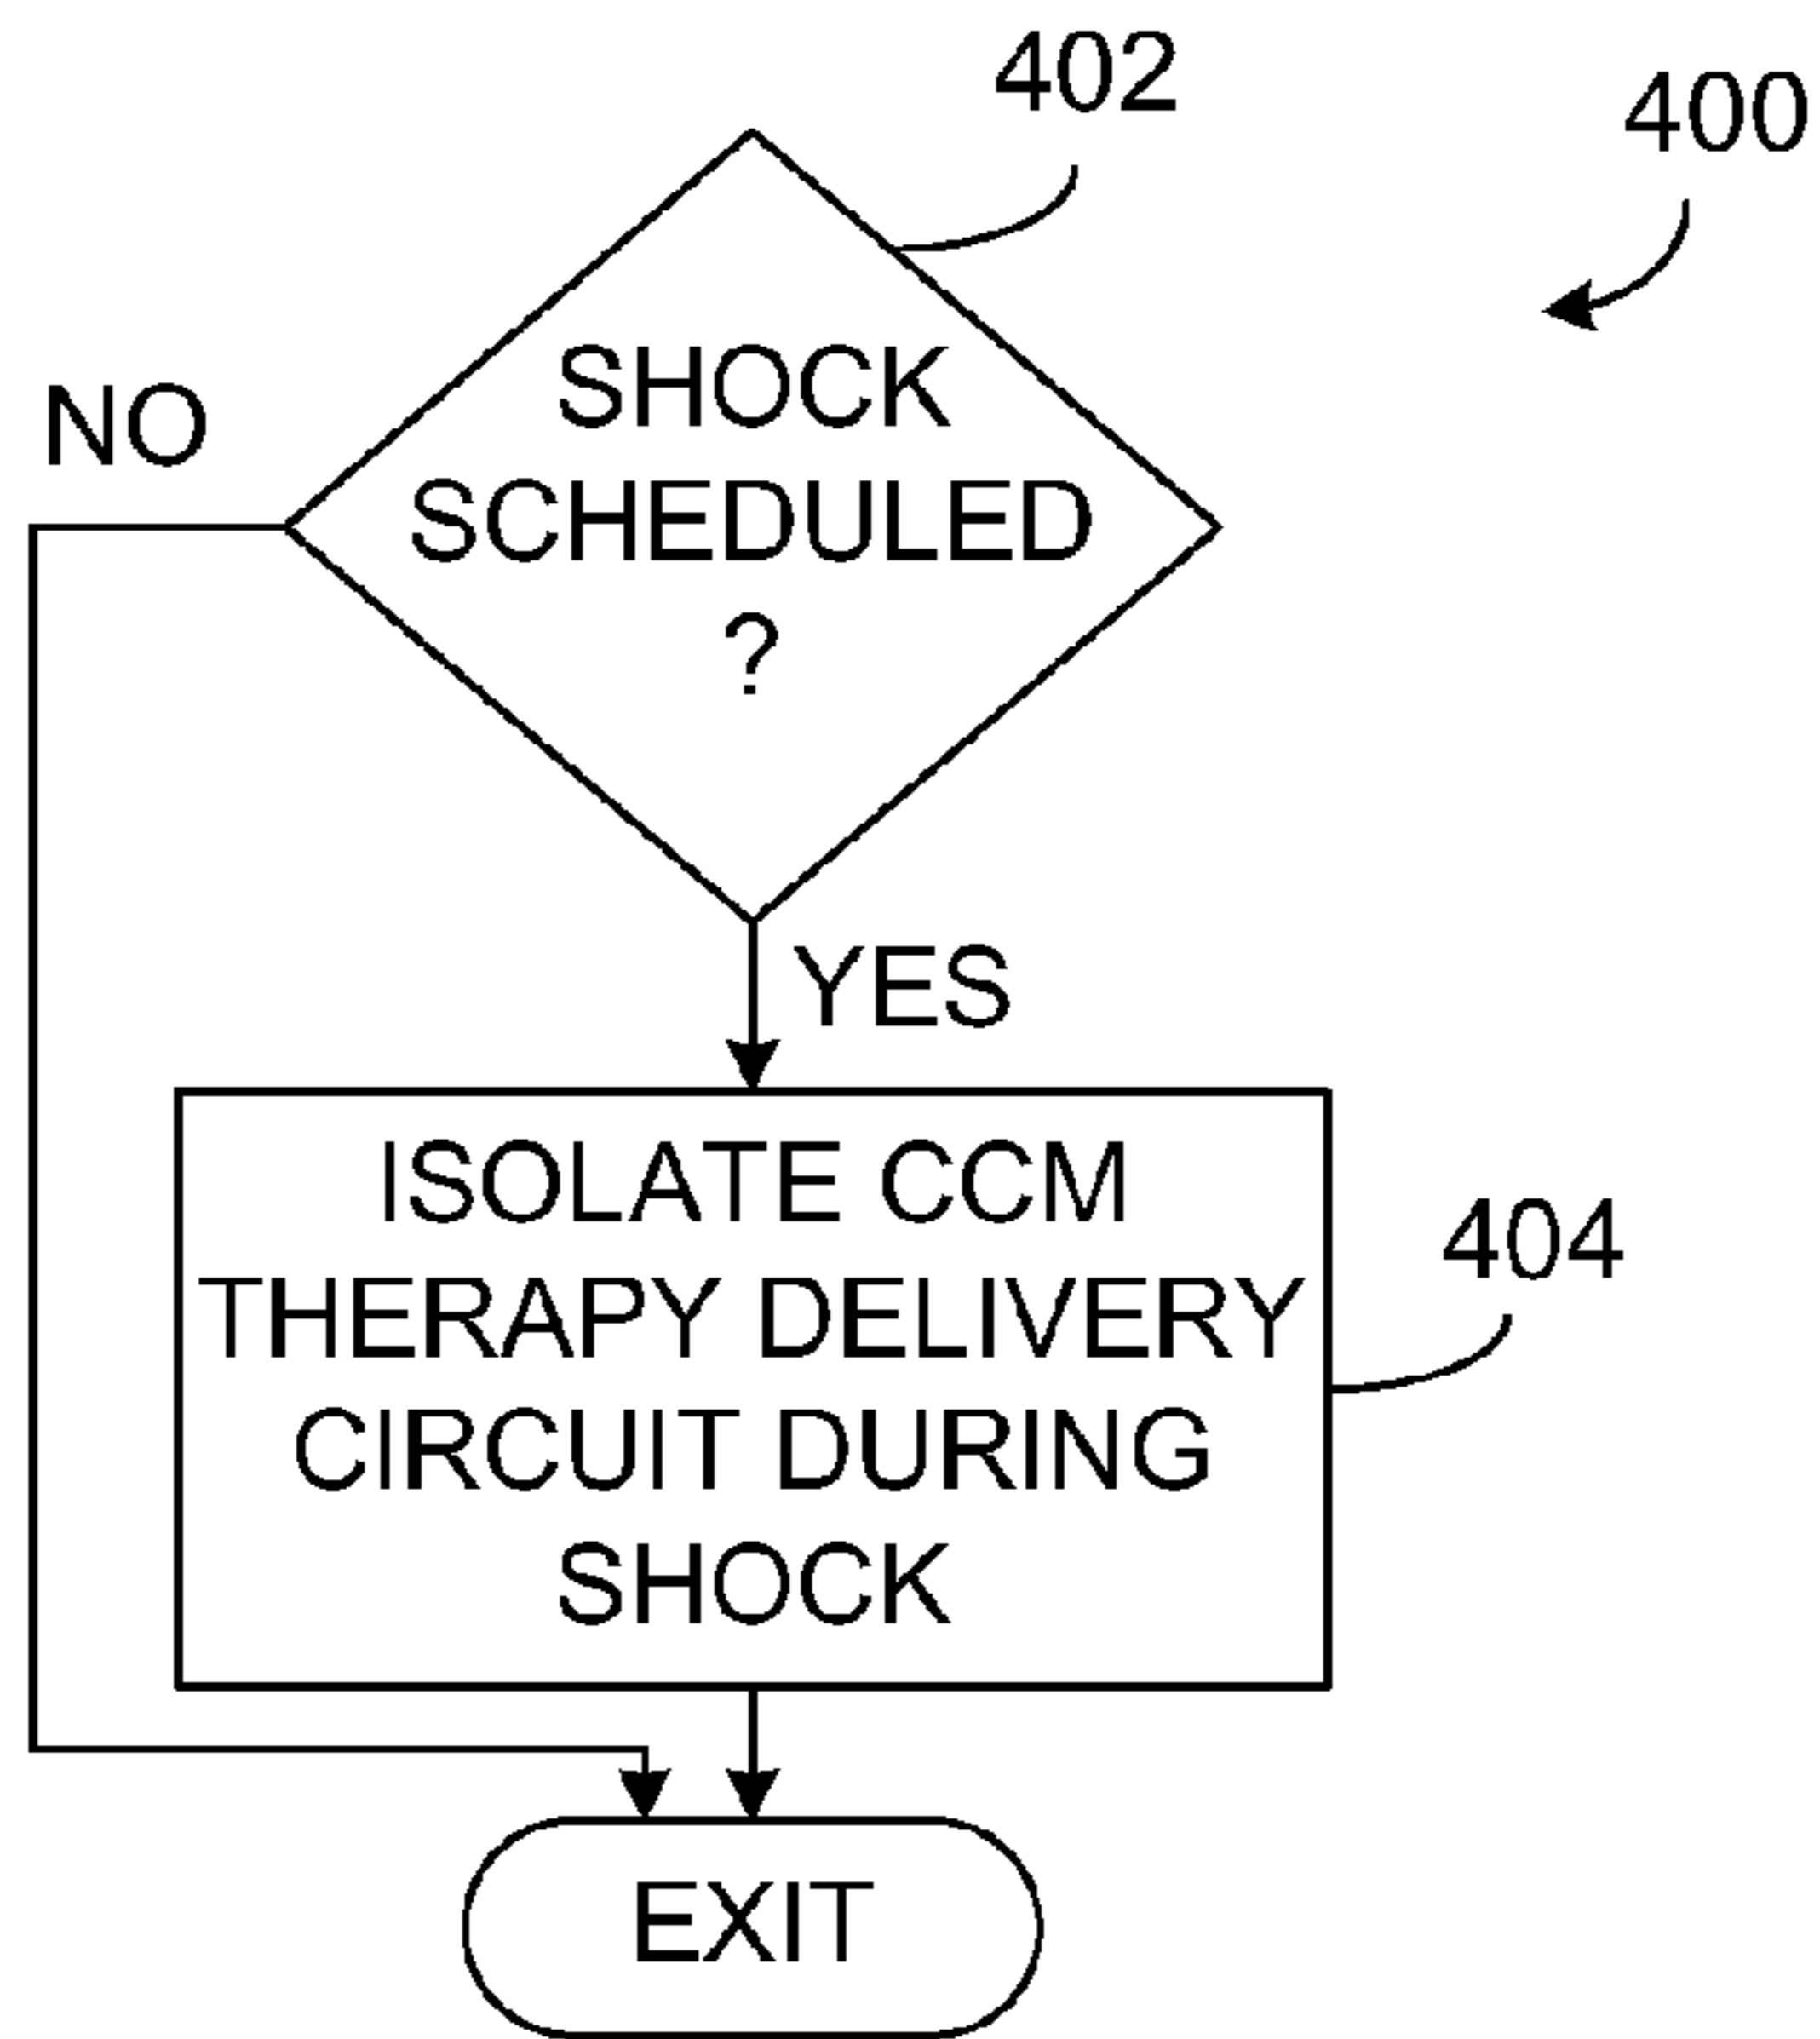 402
400
SHOCK
SCHEDULED
?
NO
YES
ISOLATE CCM
THERAPY DELIVERY
CIRCUIT DURING
SHOCK
404
EXIT